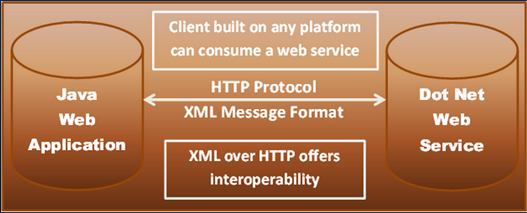 Client built on any platform
can consume a web service
Java
Web
Application
HTTP Protocol
XML Message Format
Dot Net
Web
Service
XML over HTTP offers
interoperability